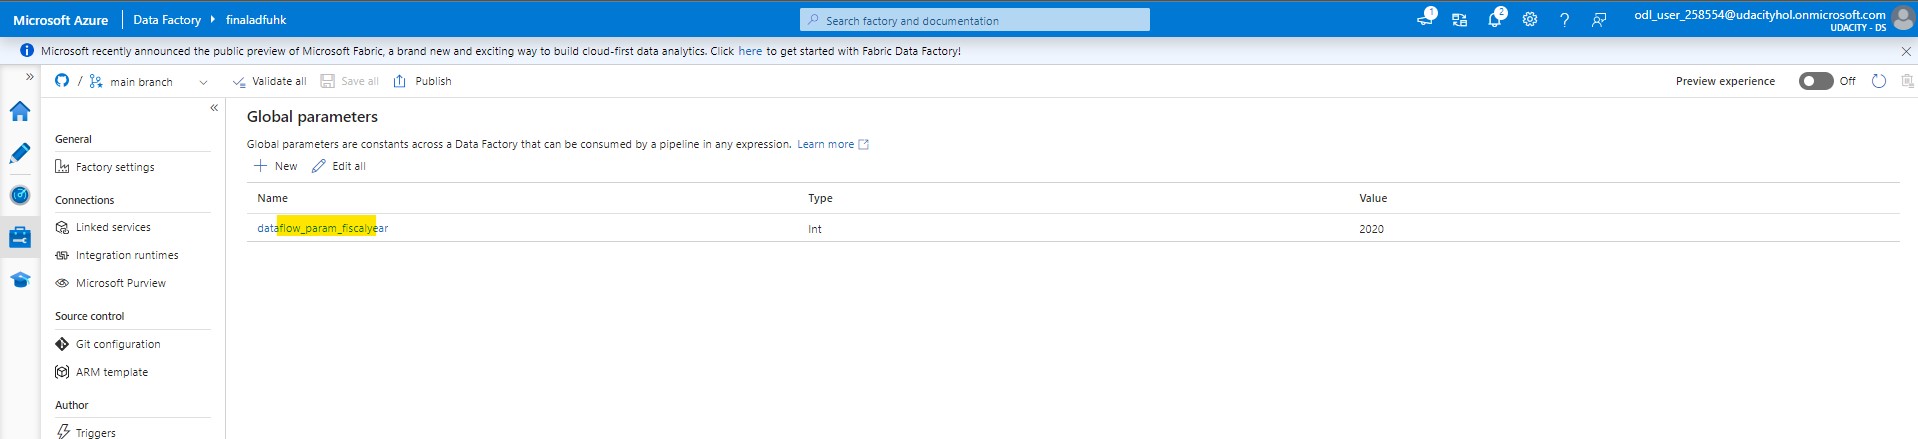 Microsoft Azure Data Factory finaladfuhk Search factory and documentation 1 2 odl_user_258554@udacityhol.onmicrosoft.com
UDACITY - DS
Microsoft recently announced the public preview of Microsoft Fabric, a brand new and exciting way to build cloud-first data analytics. Click here to get started with Fabric Data Factory!
/ main branch Validate all Save all Publish Preview experience Off
Global parameters
Global parameters are constants across a Data Factory that can be consumed by a pipeline in any expression. Learn more
New Edit all
Name Type Value
dataflow_param_fiscalyear Int 2020
General
Factory settings
Connections
Linked services
Integration runtimes
Microsoft Purview
Source control
Git configuration
ARM template
Author
Triggers